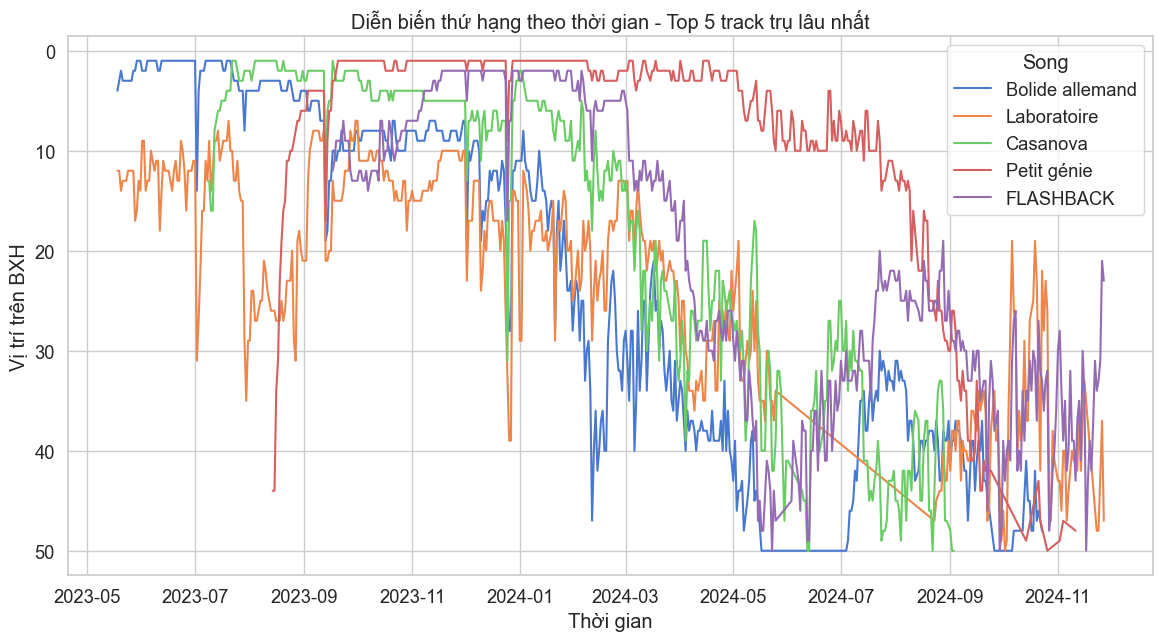 Diễn biến thứ hạng theo thời gian - Top 5 track trụ lâu nhất
Vị trí trên BXH
0
10
20
30
40
50
Song
Bolide allemand
Laboratoire
Casanova
Petit génie
FLASHBACK
2023-05
2023-07
2023-09
2023-11
2024-01
2024-03
2024-05
2024-07
2024-09
2024-11
Thời gian